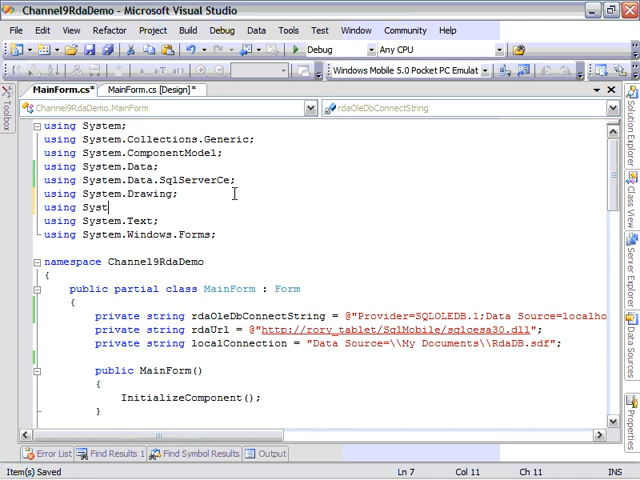 Channel9RdaDemo - Microsoft Visual Studio
File Edit View Refactor Project Build Debug Data Tools Test Window Community Help
Debug Any CPU
Windows Mobile 5.0 Pocket PC Emulat
MainForm.cs* MainForm.cs [Design]*
Channel9RdaDemo.MainForm rdaOleDbConnectString
Toolbox
Solution Explorer
Class View
Server Explorer
Data Sources
Properties
using System;
using System.Collections.Generic;
using System.ComponentModel;
using System.Data;
using System.Data.SqlServerCe;
using System.Drawing;
using Syst
using System.Text;
using System.Windows.Forms;
namespace Channel9RdaDemo
{
public partial class MainForm : Form
{
private string rdaOleDbConnectString = @"Provider=SQLOLEDB.1;Data Source=localho
private string rdaUrl = @"http://rory_tablet/SqlMobile/sqlcesa30.dll";
private string localConnection = "Data Source=\\My Documents\\RdaDB.sdf";
public MainForm()
{
InitializeComponent();
}
Error List Find Results 1 Find Symbol Results Output
Item(s) Saved Ln 7 Col 11 Ch 11 INS